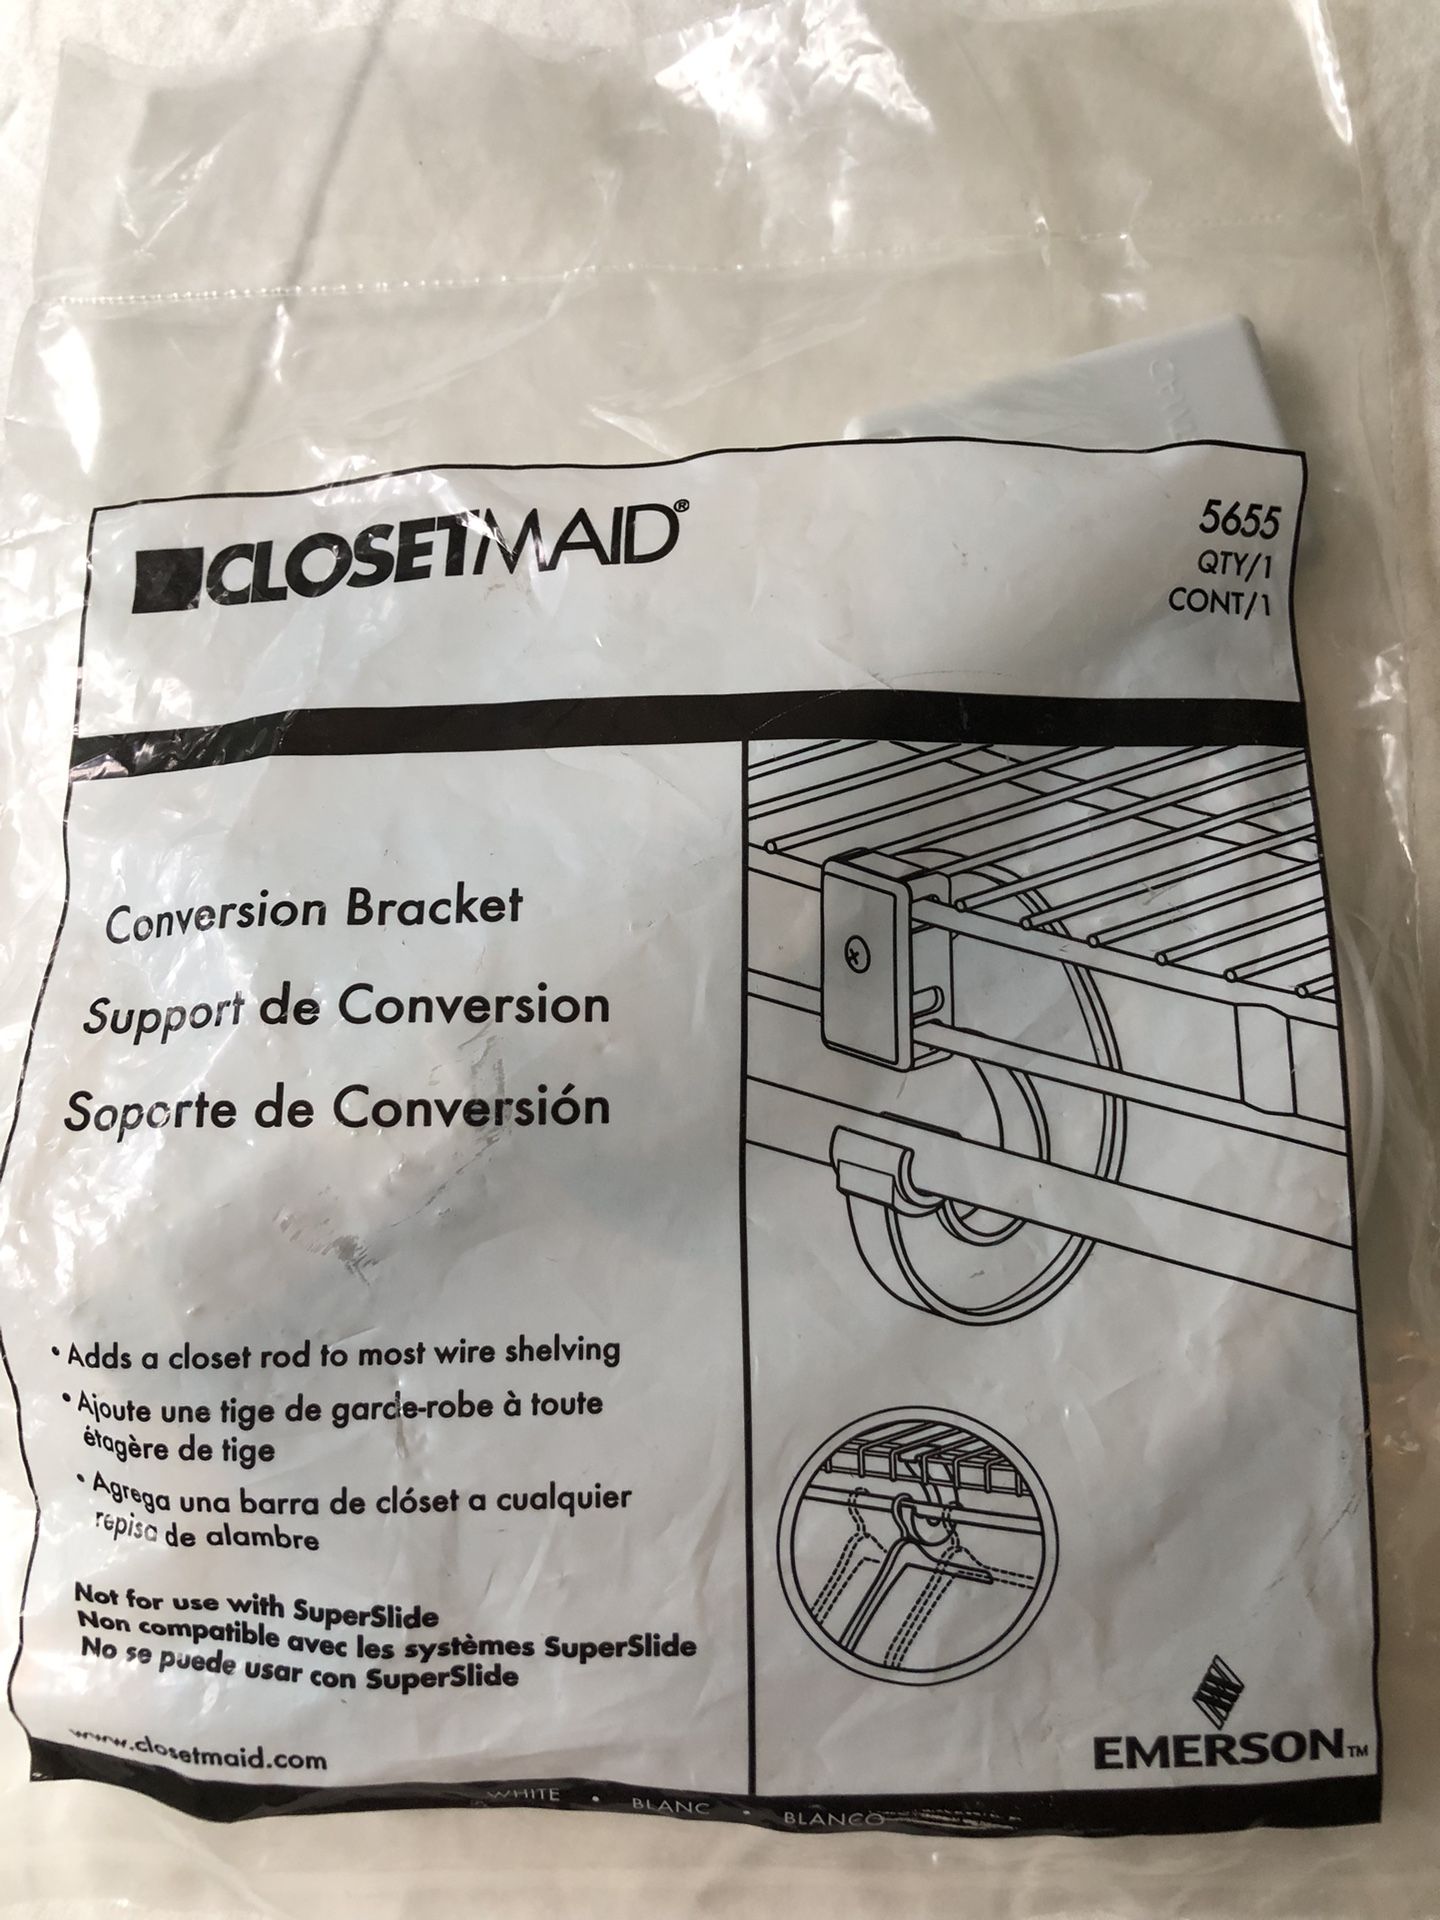 CLOSETMAID®
5655
QTY/1
CONT/1
Conversion Bracket
Support de Conversion
Soporte de Conversión
• Adds a closet rod to most wire shelving
• Ajoute une tige de garde-robe à toute
étagère de tige
• Agrega una barra de clóset a cualquier
repisa de alambre
Not for use with SuperSlide
Non compatible avec les systèmes SuperSlide
No se puede usar con SuperSlide
www.closetmaid.com
EMERSON™
WHITE • BLANC • BLANCO